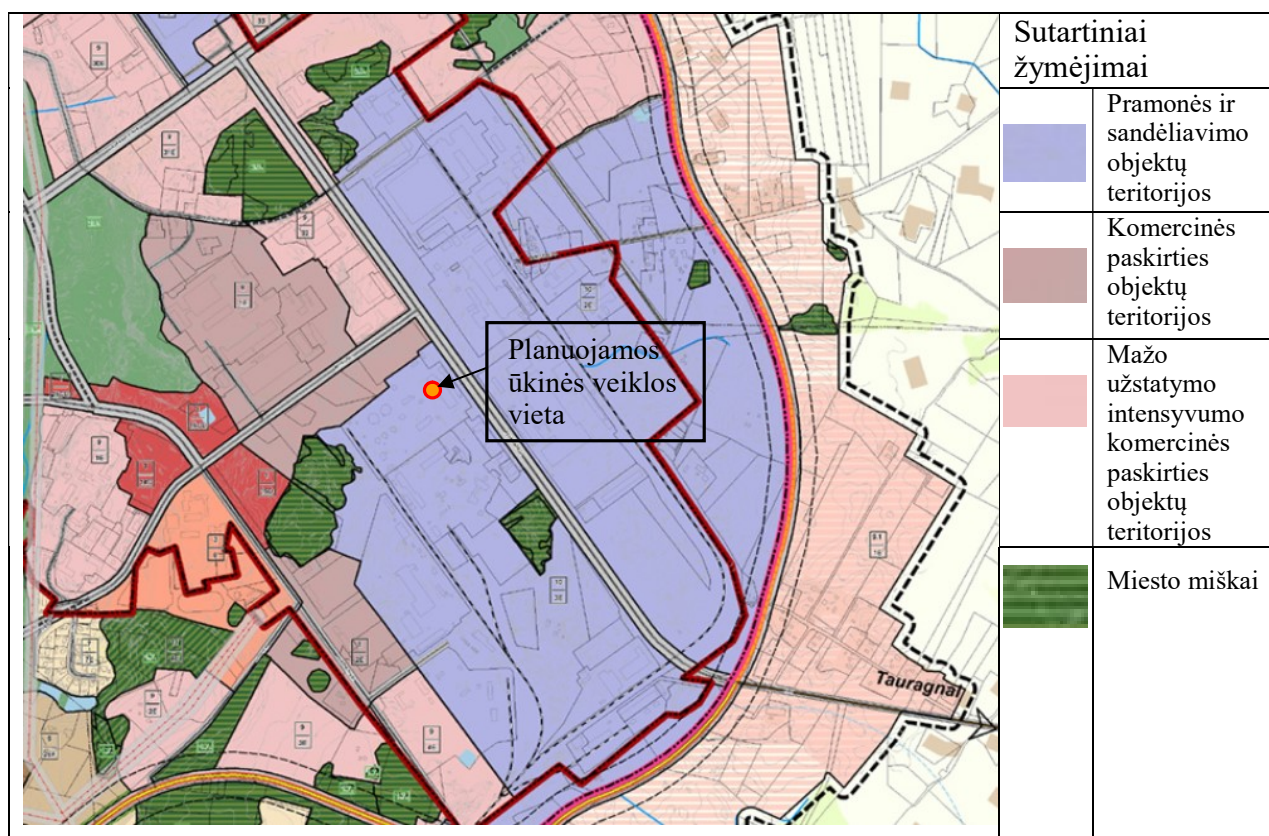 Sutartiniai
žymėjimai
Pramonės ir
sandėliavimo
objektų
teritorijos
Komercinės
paskirties
objektų
teritorijos
Mažo
užstatymo
intensyvumo
komercinės
paskirties
objektų
teritorijos
Miesto miškai
Planuojamos
ūkinės veiklos
vieta
Tauragnai